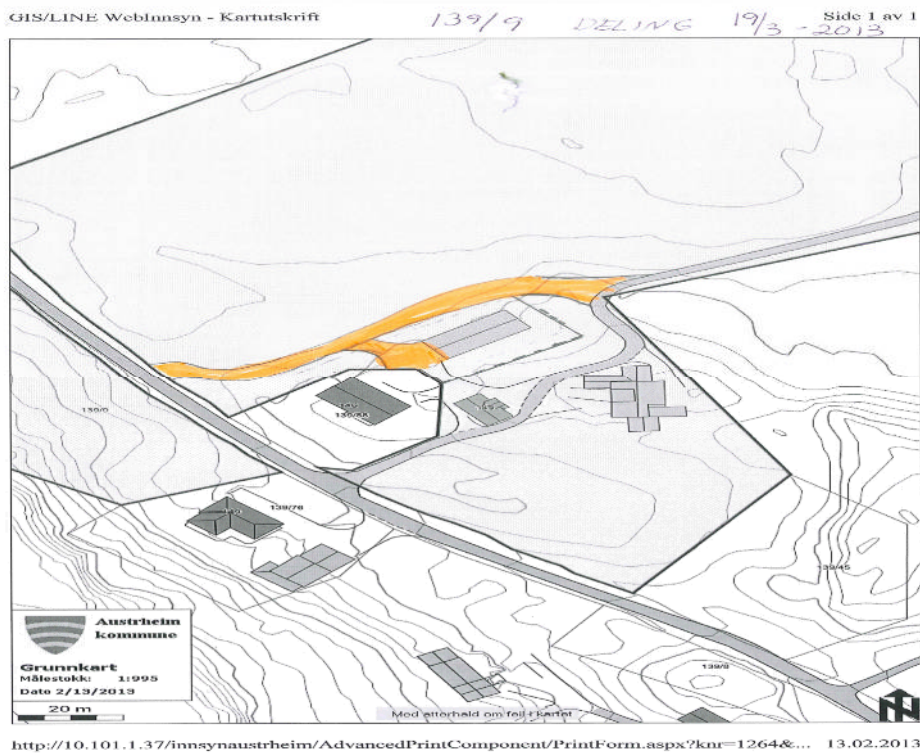 GIS/LINE WebInnsyn - Kartutskrift 139/9 DELING 19/3 - 2013 Side 1 av 1
139/76
139/45
139/8
Austrheim
kommune
Grunnkart
Målestokk: 1:995
Dato 2/13/2013
20 m
Med atterhald om feil i kartet
N
http://10.101.1.37/innsynaustrheim/AdvancedPrintComponent/PrintForm.aspx?knr=1264&... 13.02.2013